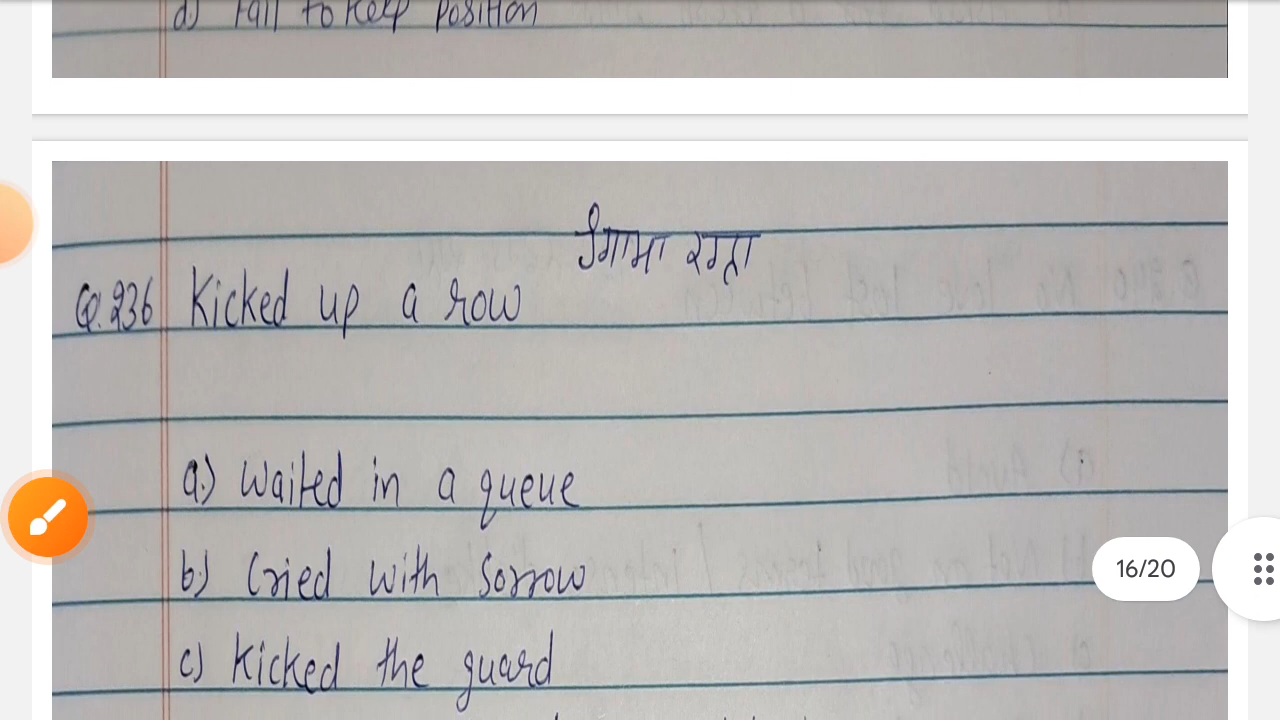 d) Fail to keep position
हंगामा करना
Q.236 Kicked up a row
a.) Waited in a queue
b.) Cried with sorrow
c) Kicked the guard
16/20